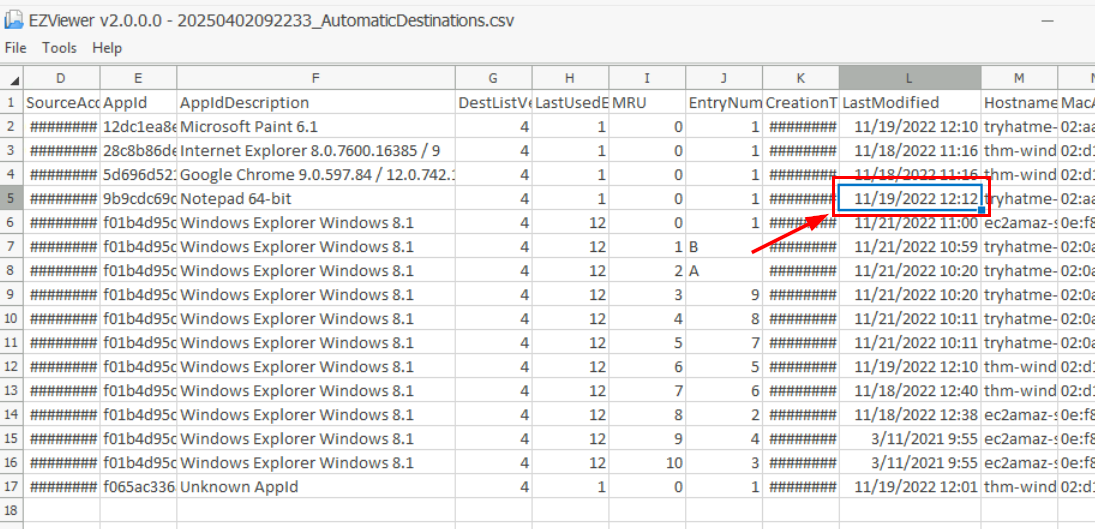 EZViewer v2.0.0.0 - 20250402092233_AutomaticDestinations.csv
File Tools Help
D E F G H I J K L M N
1 SourceAcc AppId AppIdDescription DestListVe LastUsedE MRU EntryNum CreationT LastModified Hostname MacA
2 ######## 12dc1ea8e Microsoft Paint 6.1 4 1 0 1 ######## 11/19/2022 12:10 tryhatme- 02:aa
3 ######## 28c8b86de Internet Explorer 8.0.7600.16385 / 9 4 1 0 1 ######## 11/18/2022 11:16 thm-wind 02:d1
4 ######## 5d696d521 Google Chrome 9.0.597.84 / 12.0.742.1 4 1 0 1 ######## 11/18/2022 11:16 thm-wind 02:d1
5 ######## 9b9cdc69c Notepad 64-bit 4 1 0 1 ######## 11/19/2022 12:12 tryhatme- 02:aa
6 ######## f01b4d95c Windows Explorer Windows 8.1 4 12 0 1 ######## 11/21/2022 11:00 ec2amaz-s 0e:f8
7 ######## f01b4d95c Windows Explorer Windows 8.1 4 12 1 B ######## 11/21/2022 10:59 tryhatme- 02:0a
8 ######## f01b4d95c Windows Explorer Windows 8.1 4 12 2 A ######## 11/21/2022 10:20 tryhatme- 02:0a
9 ######## f01b4d95c Windows Explorer Windows 8.1 4 12 3 9 ######## 11/21/2022 10:20 tryhatme- 02:0a
10 ######## f01b4d95c Windows Explorer Windows 8.1 4 12 4 8 ######## 11/21/2022 10:11 tryhatme- 02:0a
11 ######## f01b4d95c Windows Explorer Windows 8.1 4 12 5 7 ######## 11/21/2022 10:11 tryhatme- 02:0a
12 ######## f01b4d95c Windows Explorer Windows 8.1 4 12 6 5 ######## 11/19/2022 12:10 thm-wind 02:d1
13 ######## f01b4d95c Windows Explorer Windows 8.1 4 12 7 6 ######## 11/18/2022 12:40 thm-wind 02:d1
14 ######## f01b4d95c Windows Explorer Windows 8.1 4 12 8 2 ######## 11/18/2022 12:38 ec2amaz-s 0e:f8
15 ######## f01b4d95c Windows Explorer Windows 8.1 4 12 9 4 ######## 3/11/2021 9:55 ec2amaz-s 0e:f8
16 ######## f01b4d95c Windows Explorer Windows 8.1 4 12 10 3 ######## 3/11/2021 9:55 ec2amaz-s 0e:f8
17 ######## f065ac336 Unknown AppId 4 1 0 1 ######## 11/19/2022 12:01 thm-wind 02:d1
18